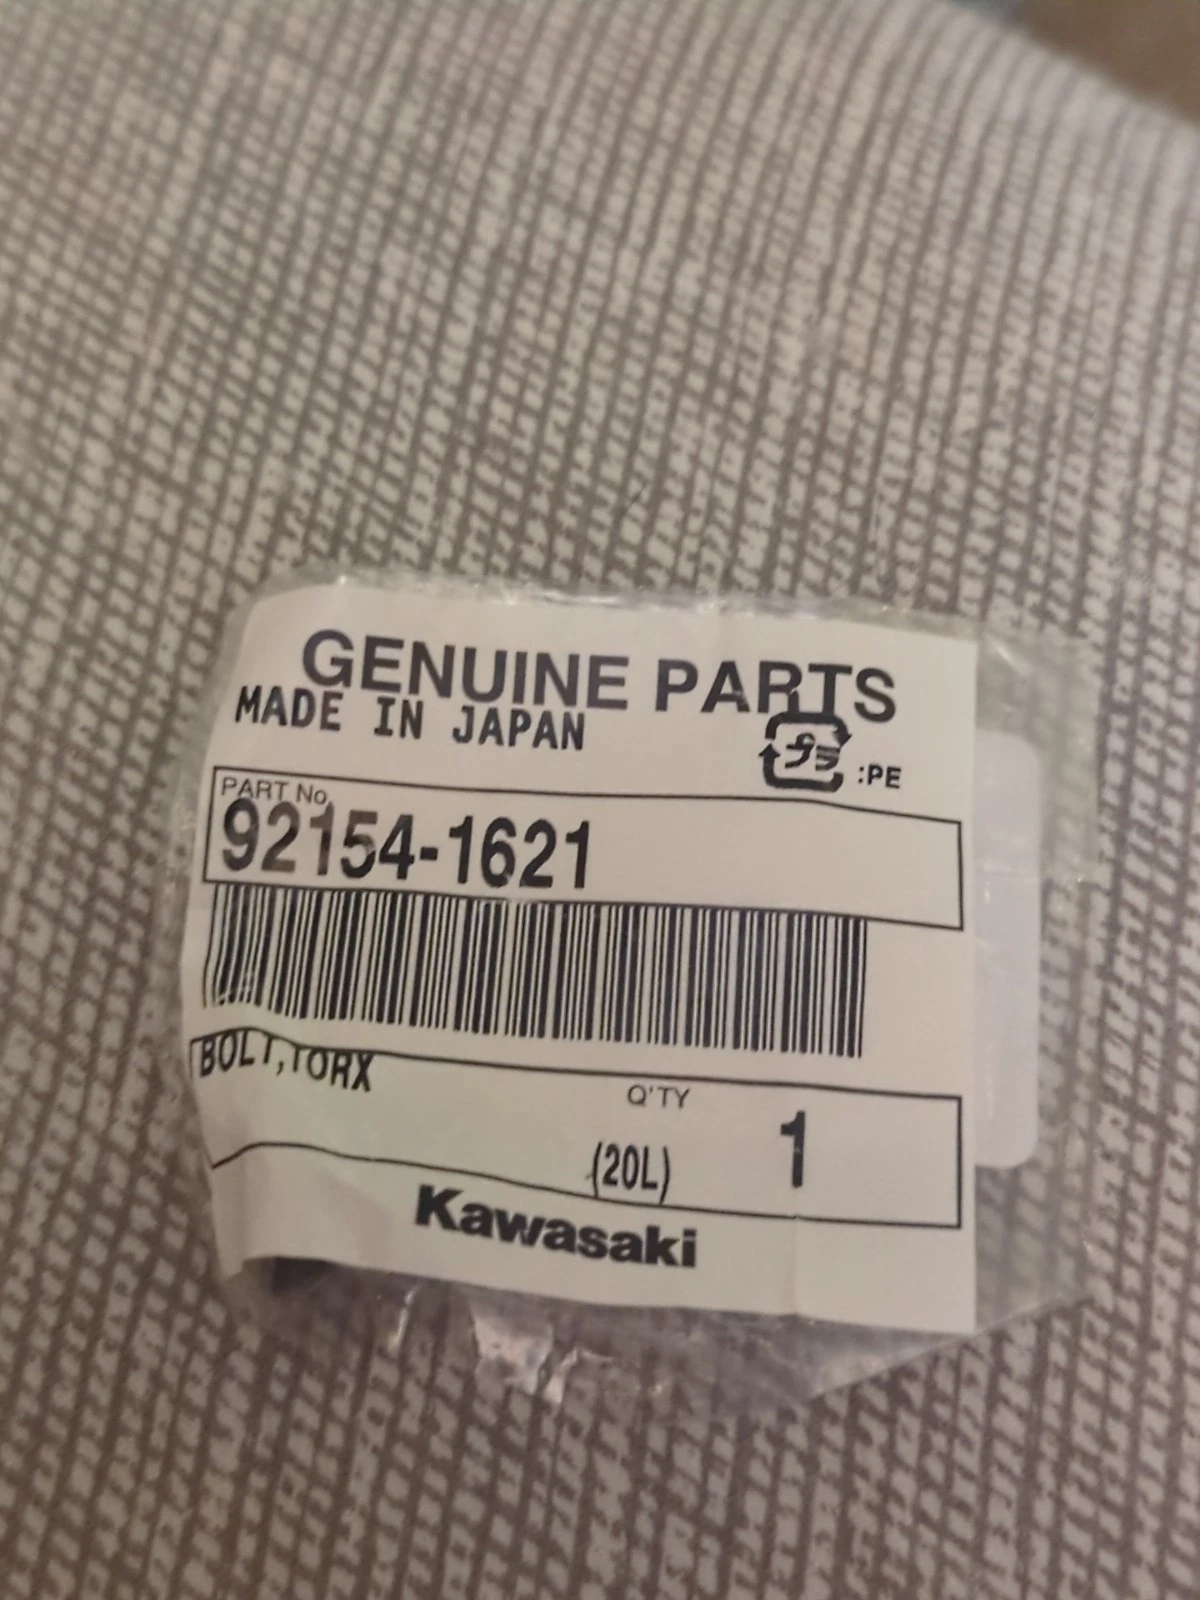 GENUINE PARTS
MADE IN JAPAN
プラ :PE
PART No.
92154-1621
BOLT,TORX
Q'TY
(20L) 1
Kawasaki